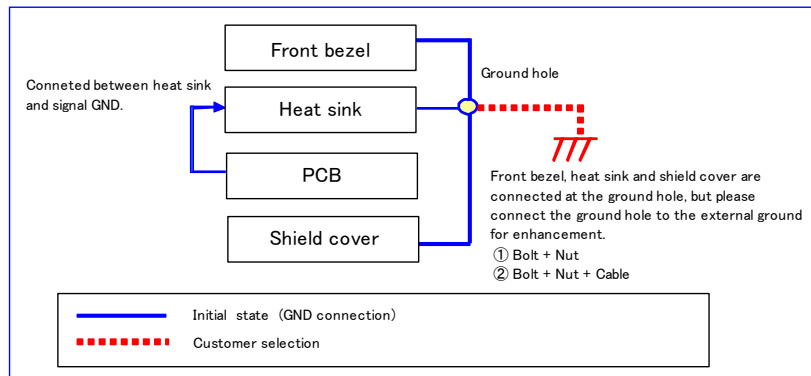 Front bezel
Ground hole
Conneted between heat sink
and signal GND.
Heat sink
PCB
Front bezel, heat sink and shield cover are
connected at the ground hole, but please
connect the ground hole to the external ground
for enhancement.
① Bolt + Nut
② Bolt + Nut + Cable
Shield cover
Initial state (GND connection)
Customer selection